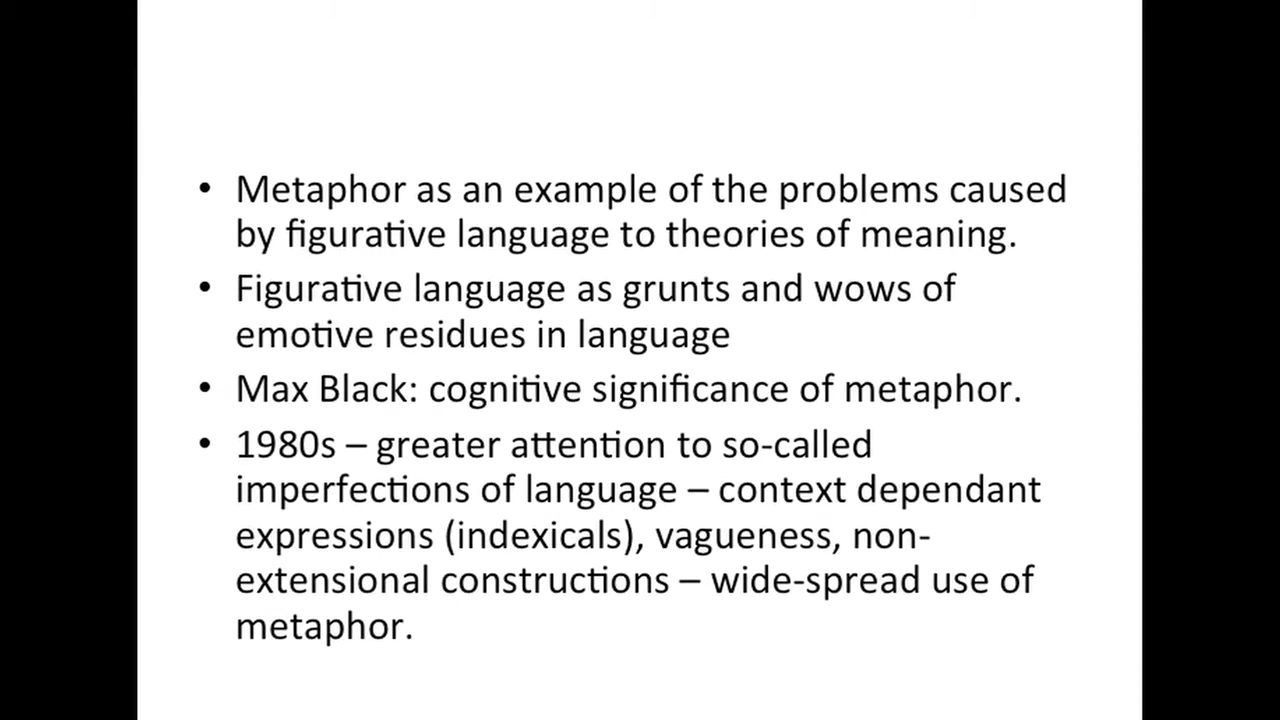 • Metaphor as an example of the problems caused
by figurative language to theories of meaning.
• Figurative language as grunts and wows of
emotive residues in language
• Max Black: cognitive significance of metaphor.
• 1980s – greater attention to so-called
imperfections of language – context dependant
expressions (indexicals), vagueness, non-
extensional constructions – wide-spread use of
metaphor.